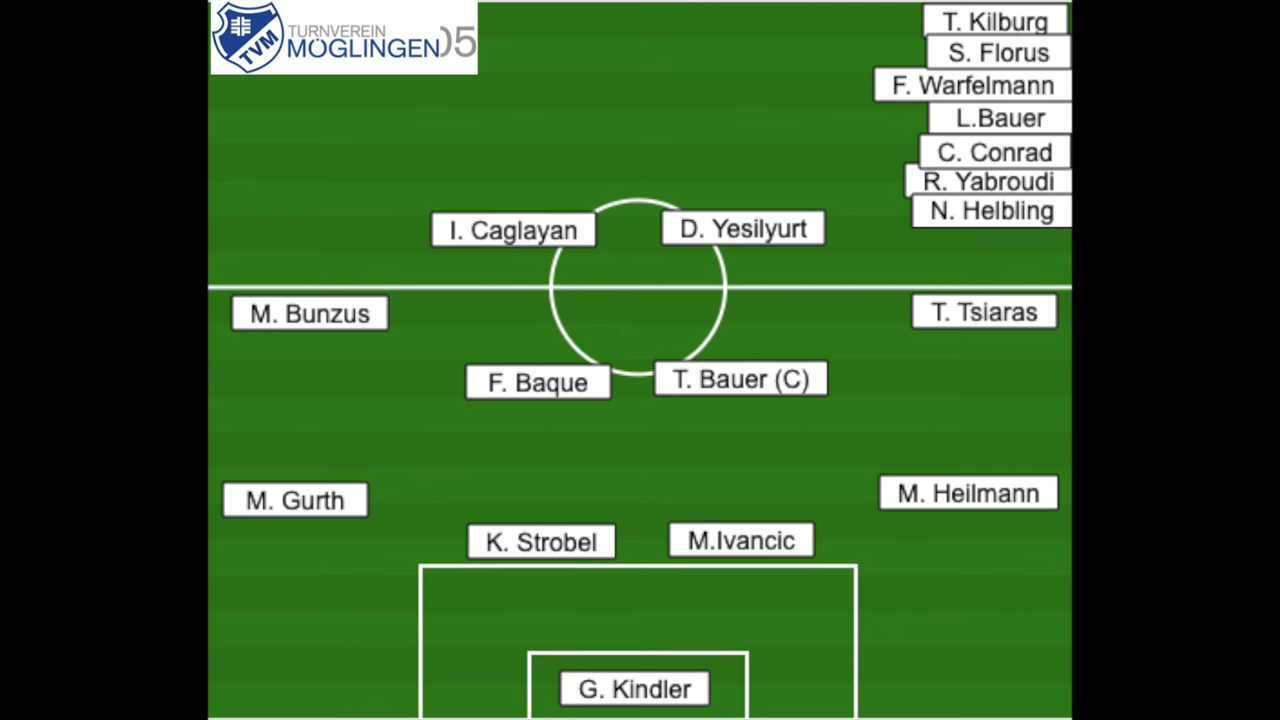 TVM
TURNVEREIN
MÖGLINGEN 05
T. Kilburg
S. Florus
F. Warfelmann
L.Bauer
C. Conrad
R. Yabroudi
N. Helbling
I. Caglayan
D. Yesilyurt
M. Bunzus
T. Tsiaras
F. Baque
T. Bauer (C)
M. Gurth
M. Heilmann
K. Strobel
M.Ivancic
G. Kindler